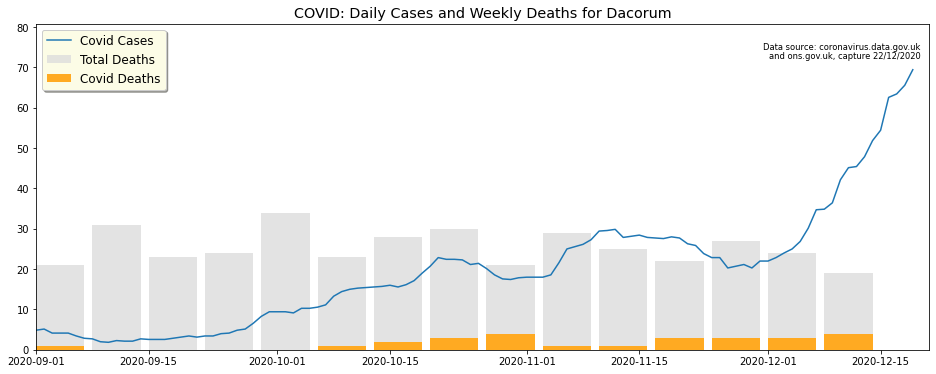 COVID: Daily Cases and Weekly Deaths for Dacorum
80
70
60
50
40
30
20
10
0
Covid Cases
Total Deaths
Covid Deaths
Data source: coronavirus.data.gov.uk
and ons.gov.uk, capture 22/12/2020
2020-09-01
2020-09-15
2020-10-01
2020-10-15
2020-11-01
2020-11-15
2020-12-01
2020-12-15